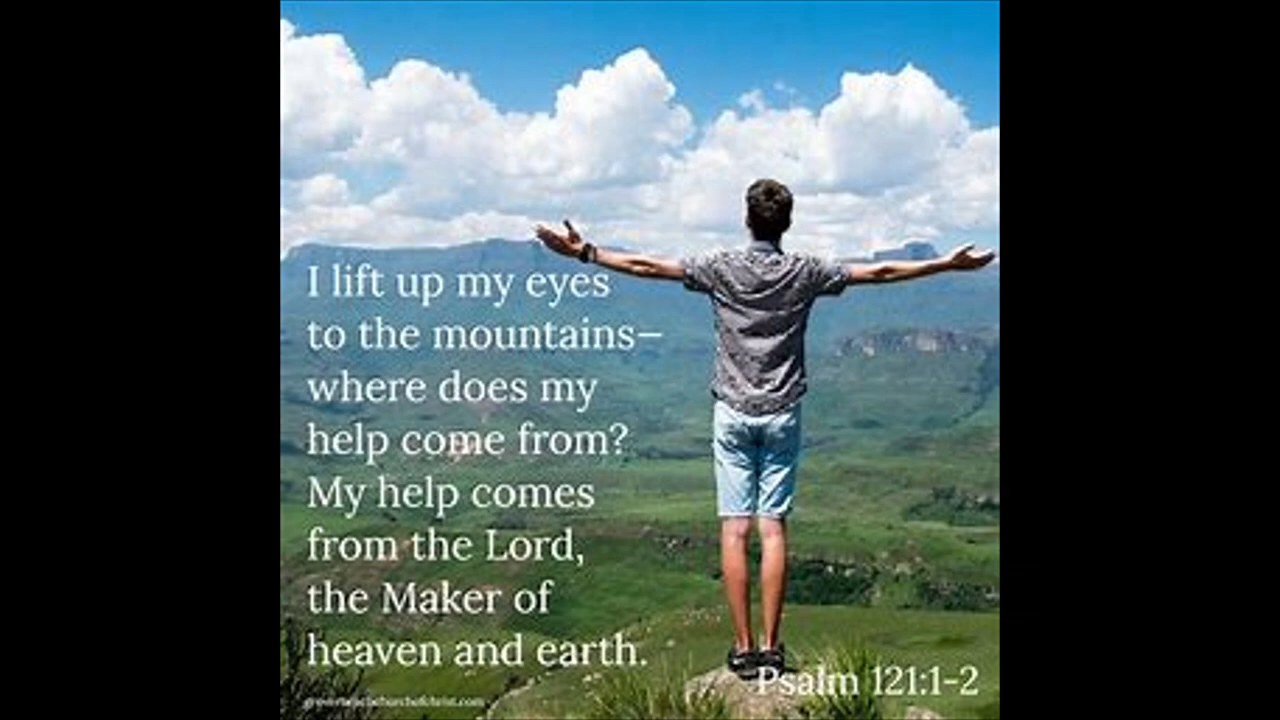 I lift up my eyes
to the mountains—
where does my
help come from?
My help comes
from the Lord,
the Maker of
heaven and earth.
Psalm 121:1-2